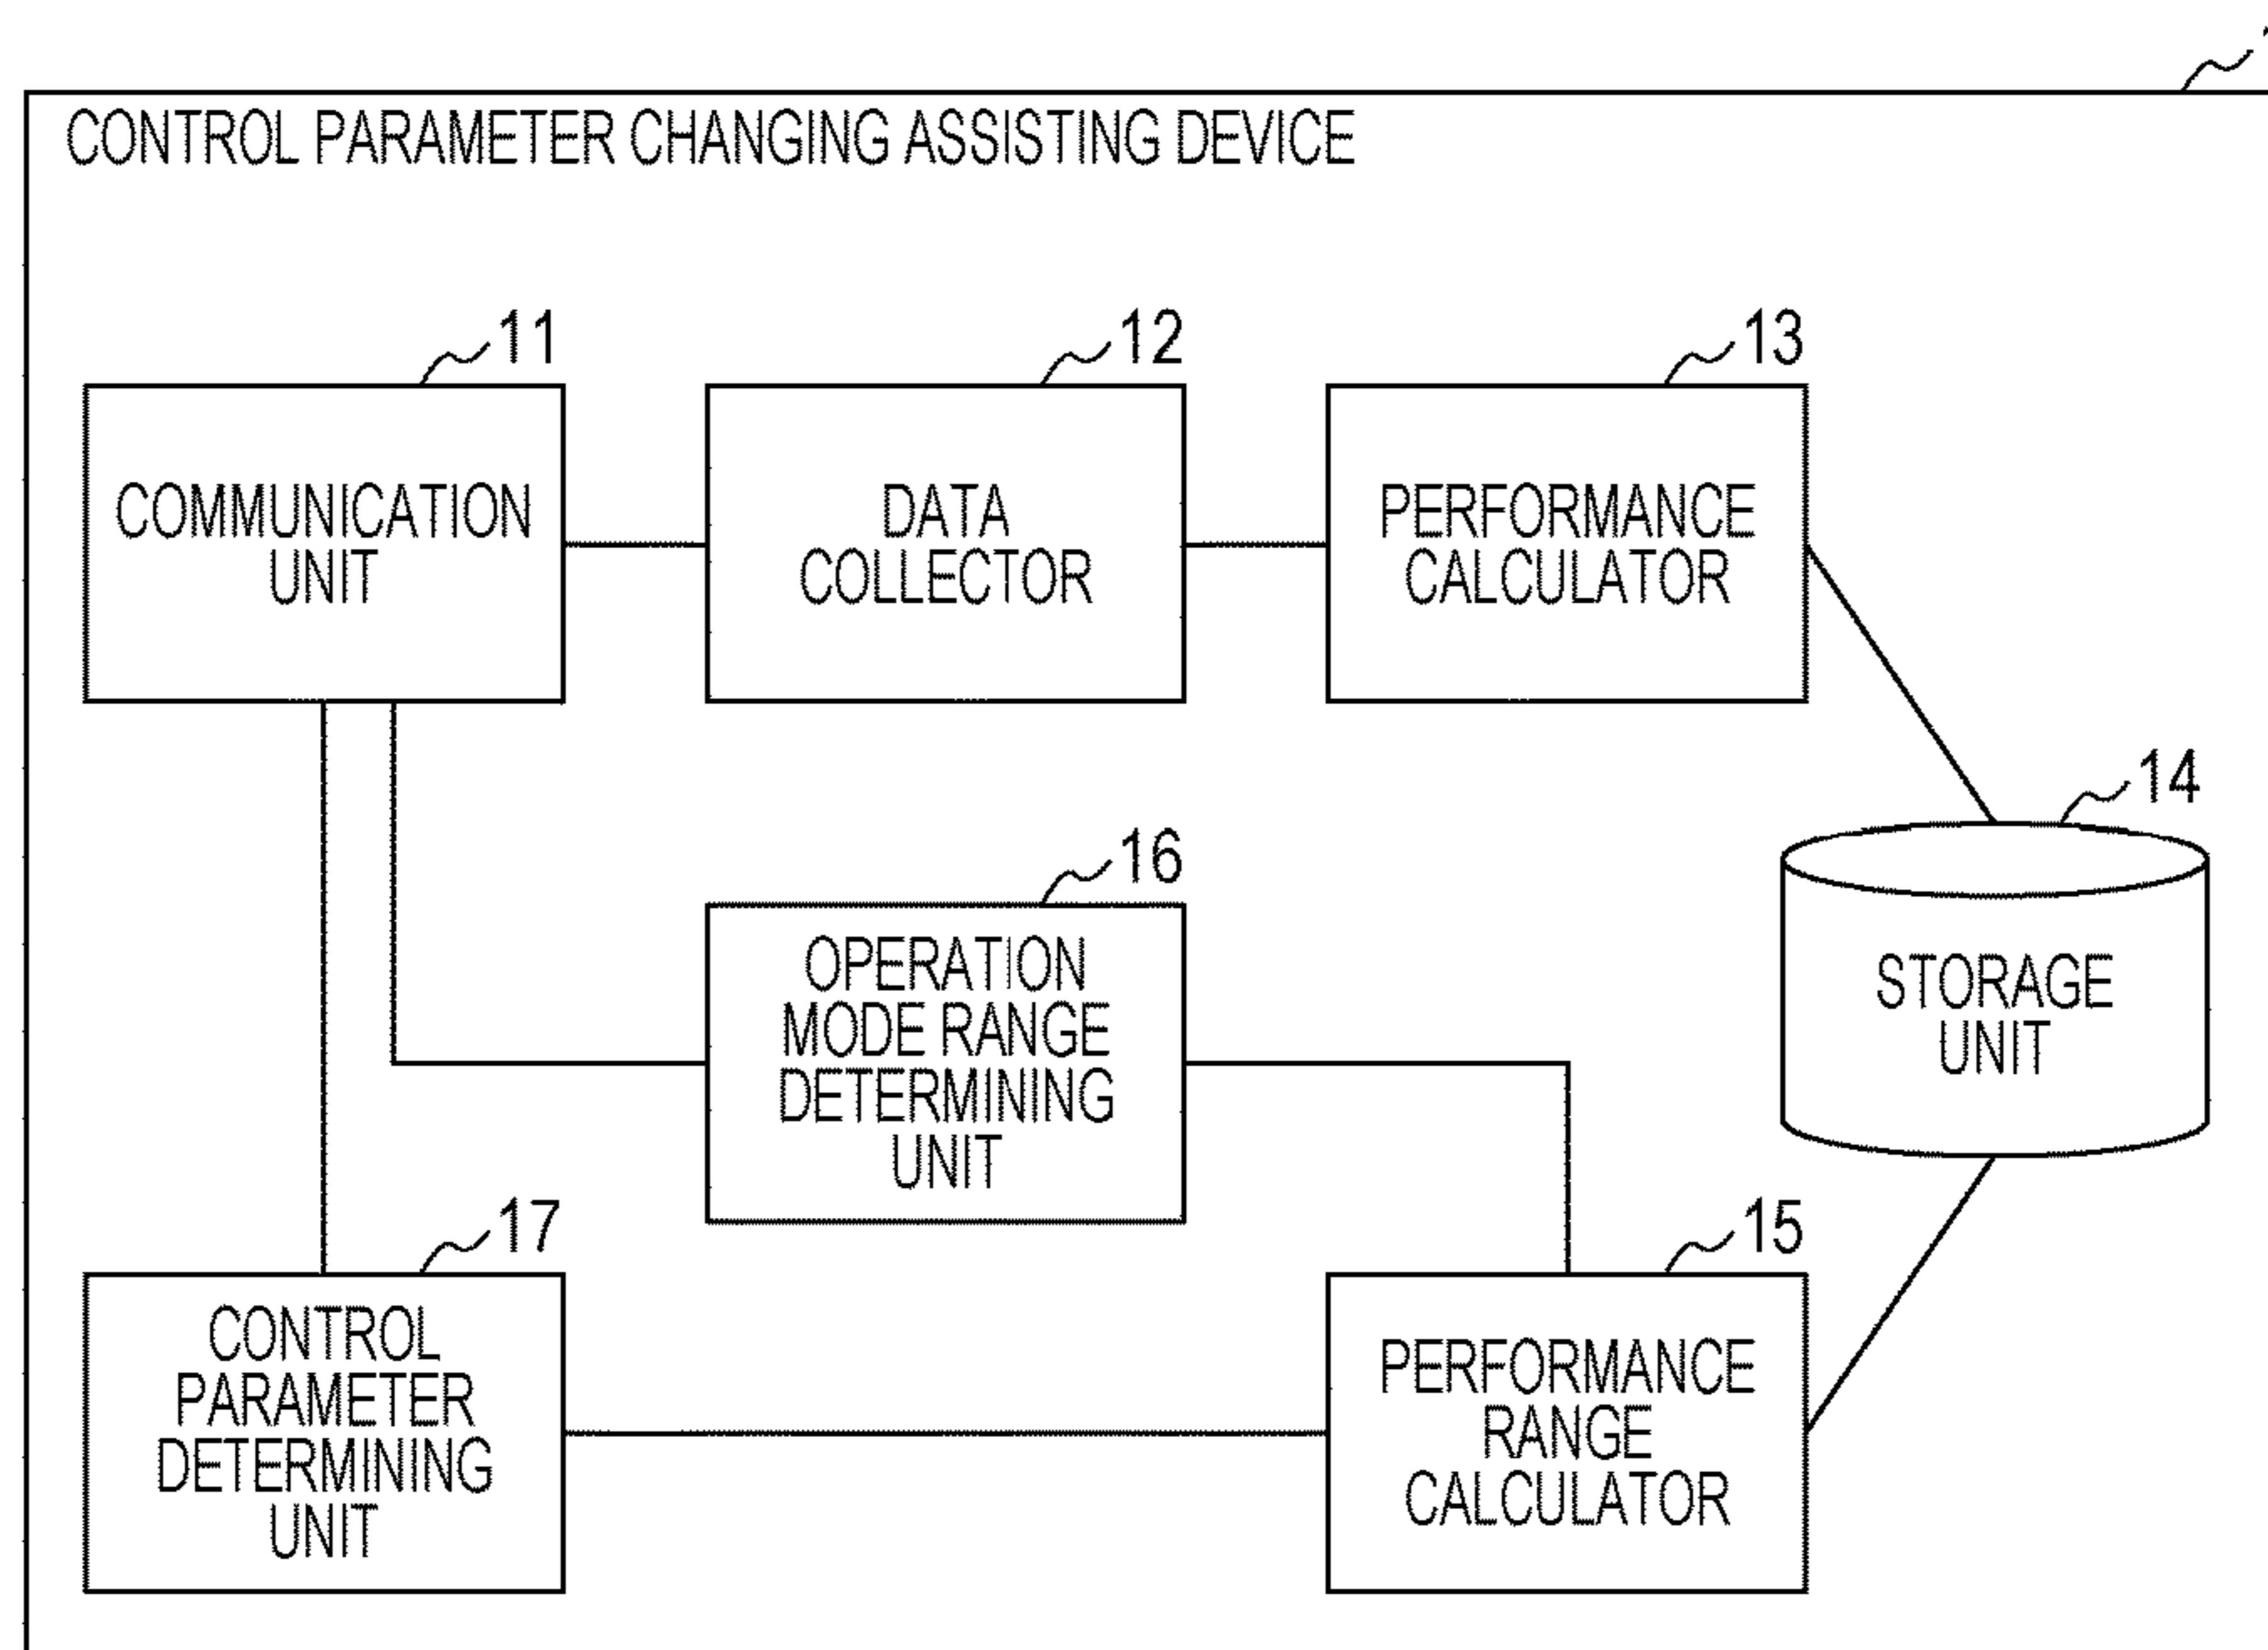 CONTROL PARAMETER CHANGING ASSISTING DEVICE
11
12
13
COMMUNICATION
UNIT
DATA
COLLECTOR
PERFORMANCE
CALCULATOR
14
STORAGE
UNIT
16
OPERATION
MODE RANGE
DETERMINING
UNIT
17
CONTROL
PARAMETER
DETERMINING
UNIT
15
PERFORMANCE
RANGE
CALCULATOR